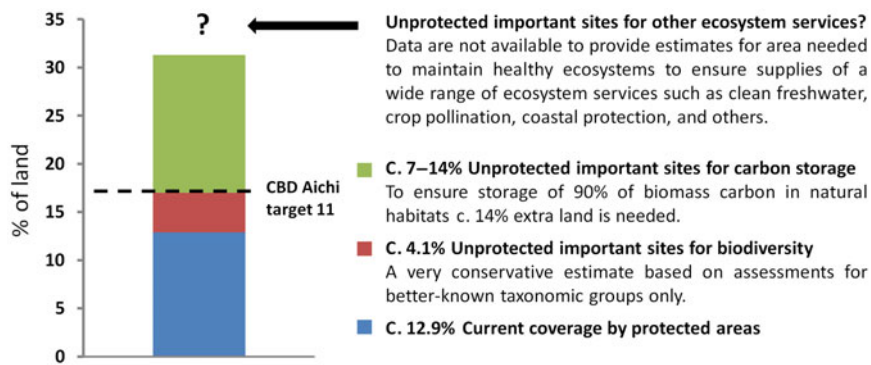 35
30
25
20
15
10
5
0
% of land
?
CBD Aichi
target 11
Unprotected important sites for other ecosystem services?
Data are not available to provide estimates for area needed
to maintain healthy ecosystems to ensure supplies of a
wide range of ecosystem services such as clean freshwater,
crop pollination, coastal protection, and others.
C. 7–14% Unprotected important sites for carbon storage
To ensure storage of 90% of biomass carbon in natural
habitats c. 14% extra land is needed.
C. 4.1% Unprotected important sites for biodiversity
A very conservative estimate based on assessments for
better-known taxonomic groups only.
C. 12.9% Current coverage by protected areas